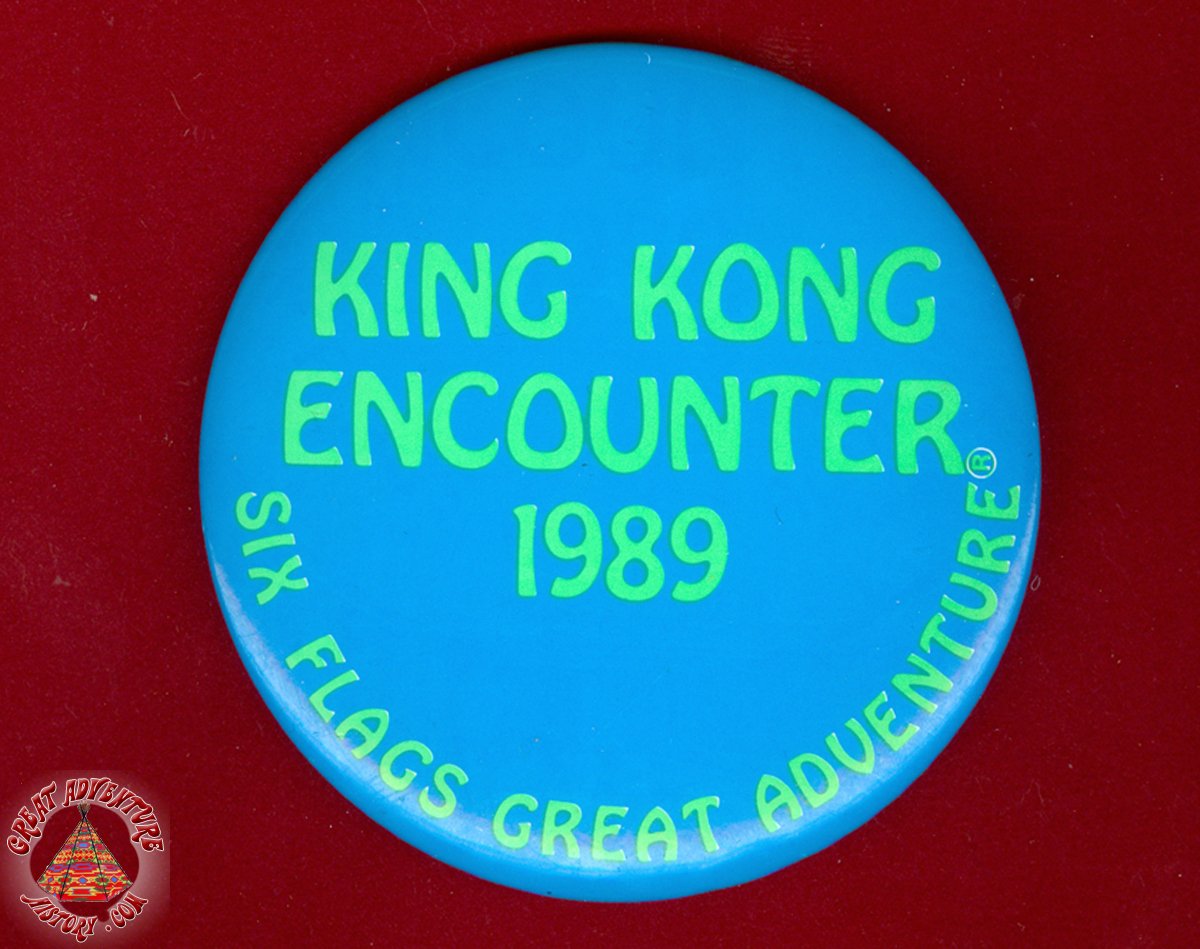 KING KONG
ENCOUNTER
1989
SIX FLAGS GREAT ADVENTURE®
GREAT ADVENTURE
HISTORY.COM